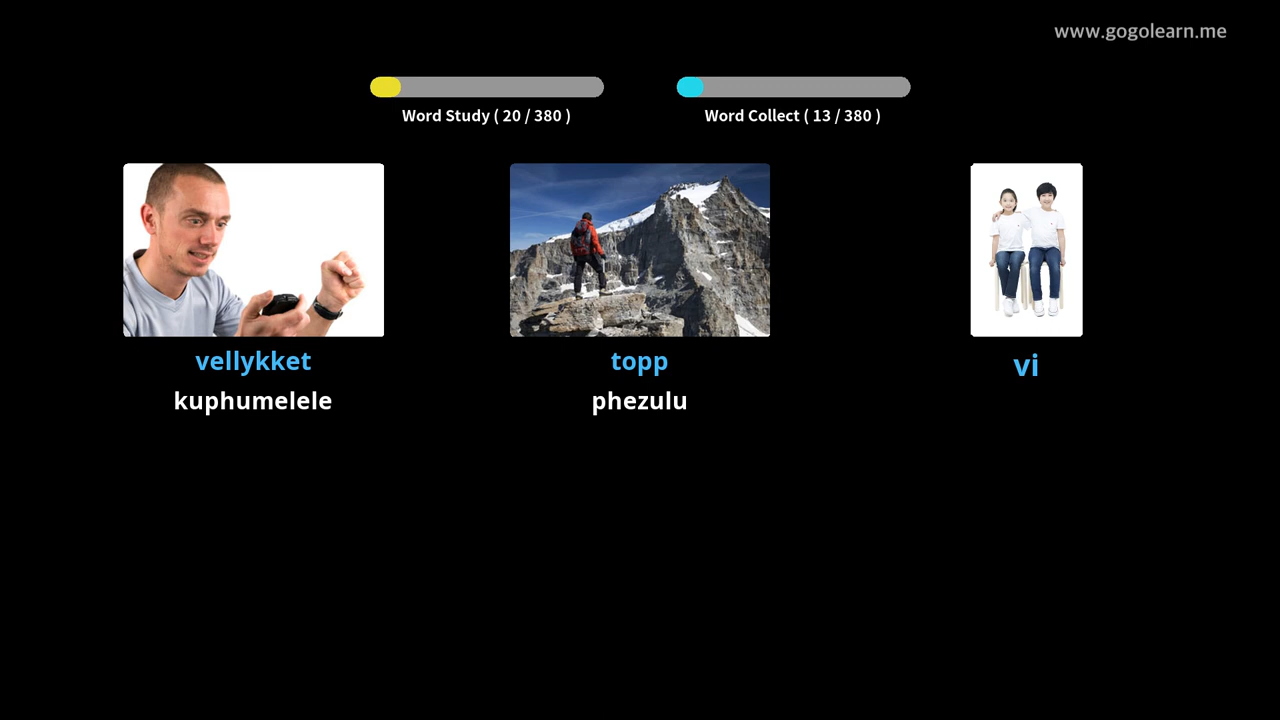 www.gogolearn.me
Word Study ( 20 / 380 )
Word Collect ( 13 / 380 )
vellykket
kuphumelele
topp
phezulu
vi